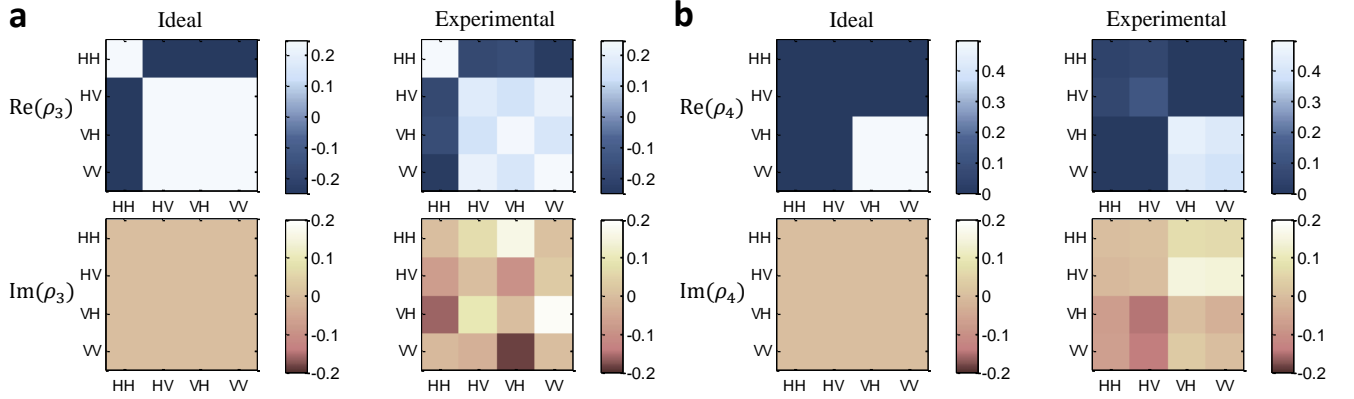 a Ideal Experimental b Ideal Experimental
Re(ρ3) HH HV VH VV 0.2 0.1 0 -0.1 -0.2 HH HV VH VV 0.2 0.1 0 -0.1 -0.2 Re(ρ4) HH HV VH VV 0.4 0.3 0.2 0.1 0 HH HV VH VV 0.4 0.3 0.2 0.1 0
HH HV VH VV HH HV VH VV HH HV VH VV HH HV VH VV
Im(ρ3) HH HV VH VV 0.2 0.1 0 -0.1 -0.2 HH HV VH VV 0.2 0.1 0 -0.1 -0.2 Im(ρ4) HH HV VH VV 0.2 0.1 0 -0.1 -0.2 HH HV VH VV 0.2 0.1 0 -0.1 -0.2
HH HV VH VV HH HV VH VV HH HV VH VV HH HV VH VV